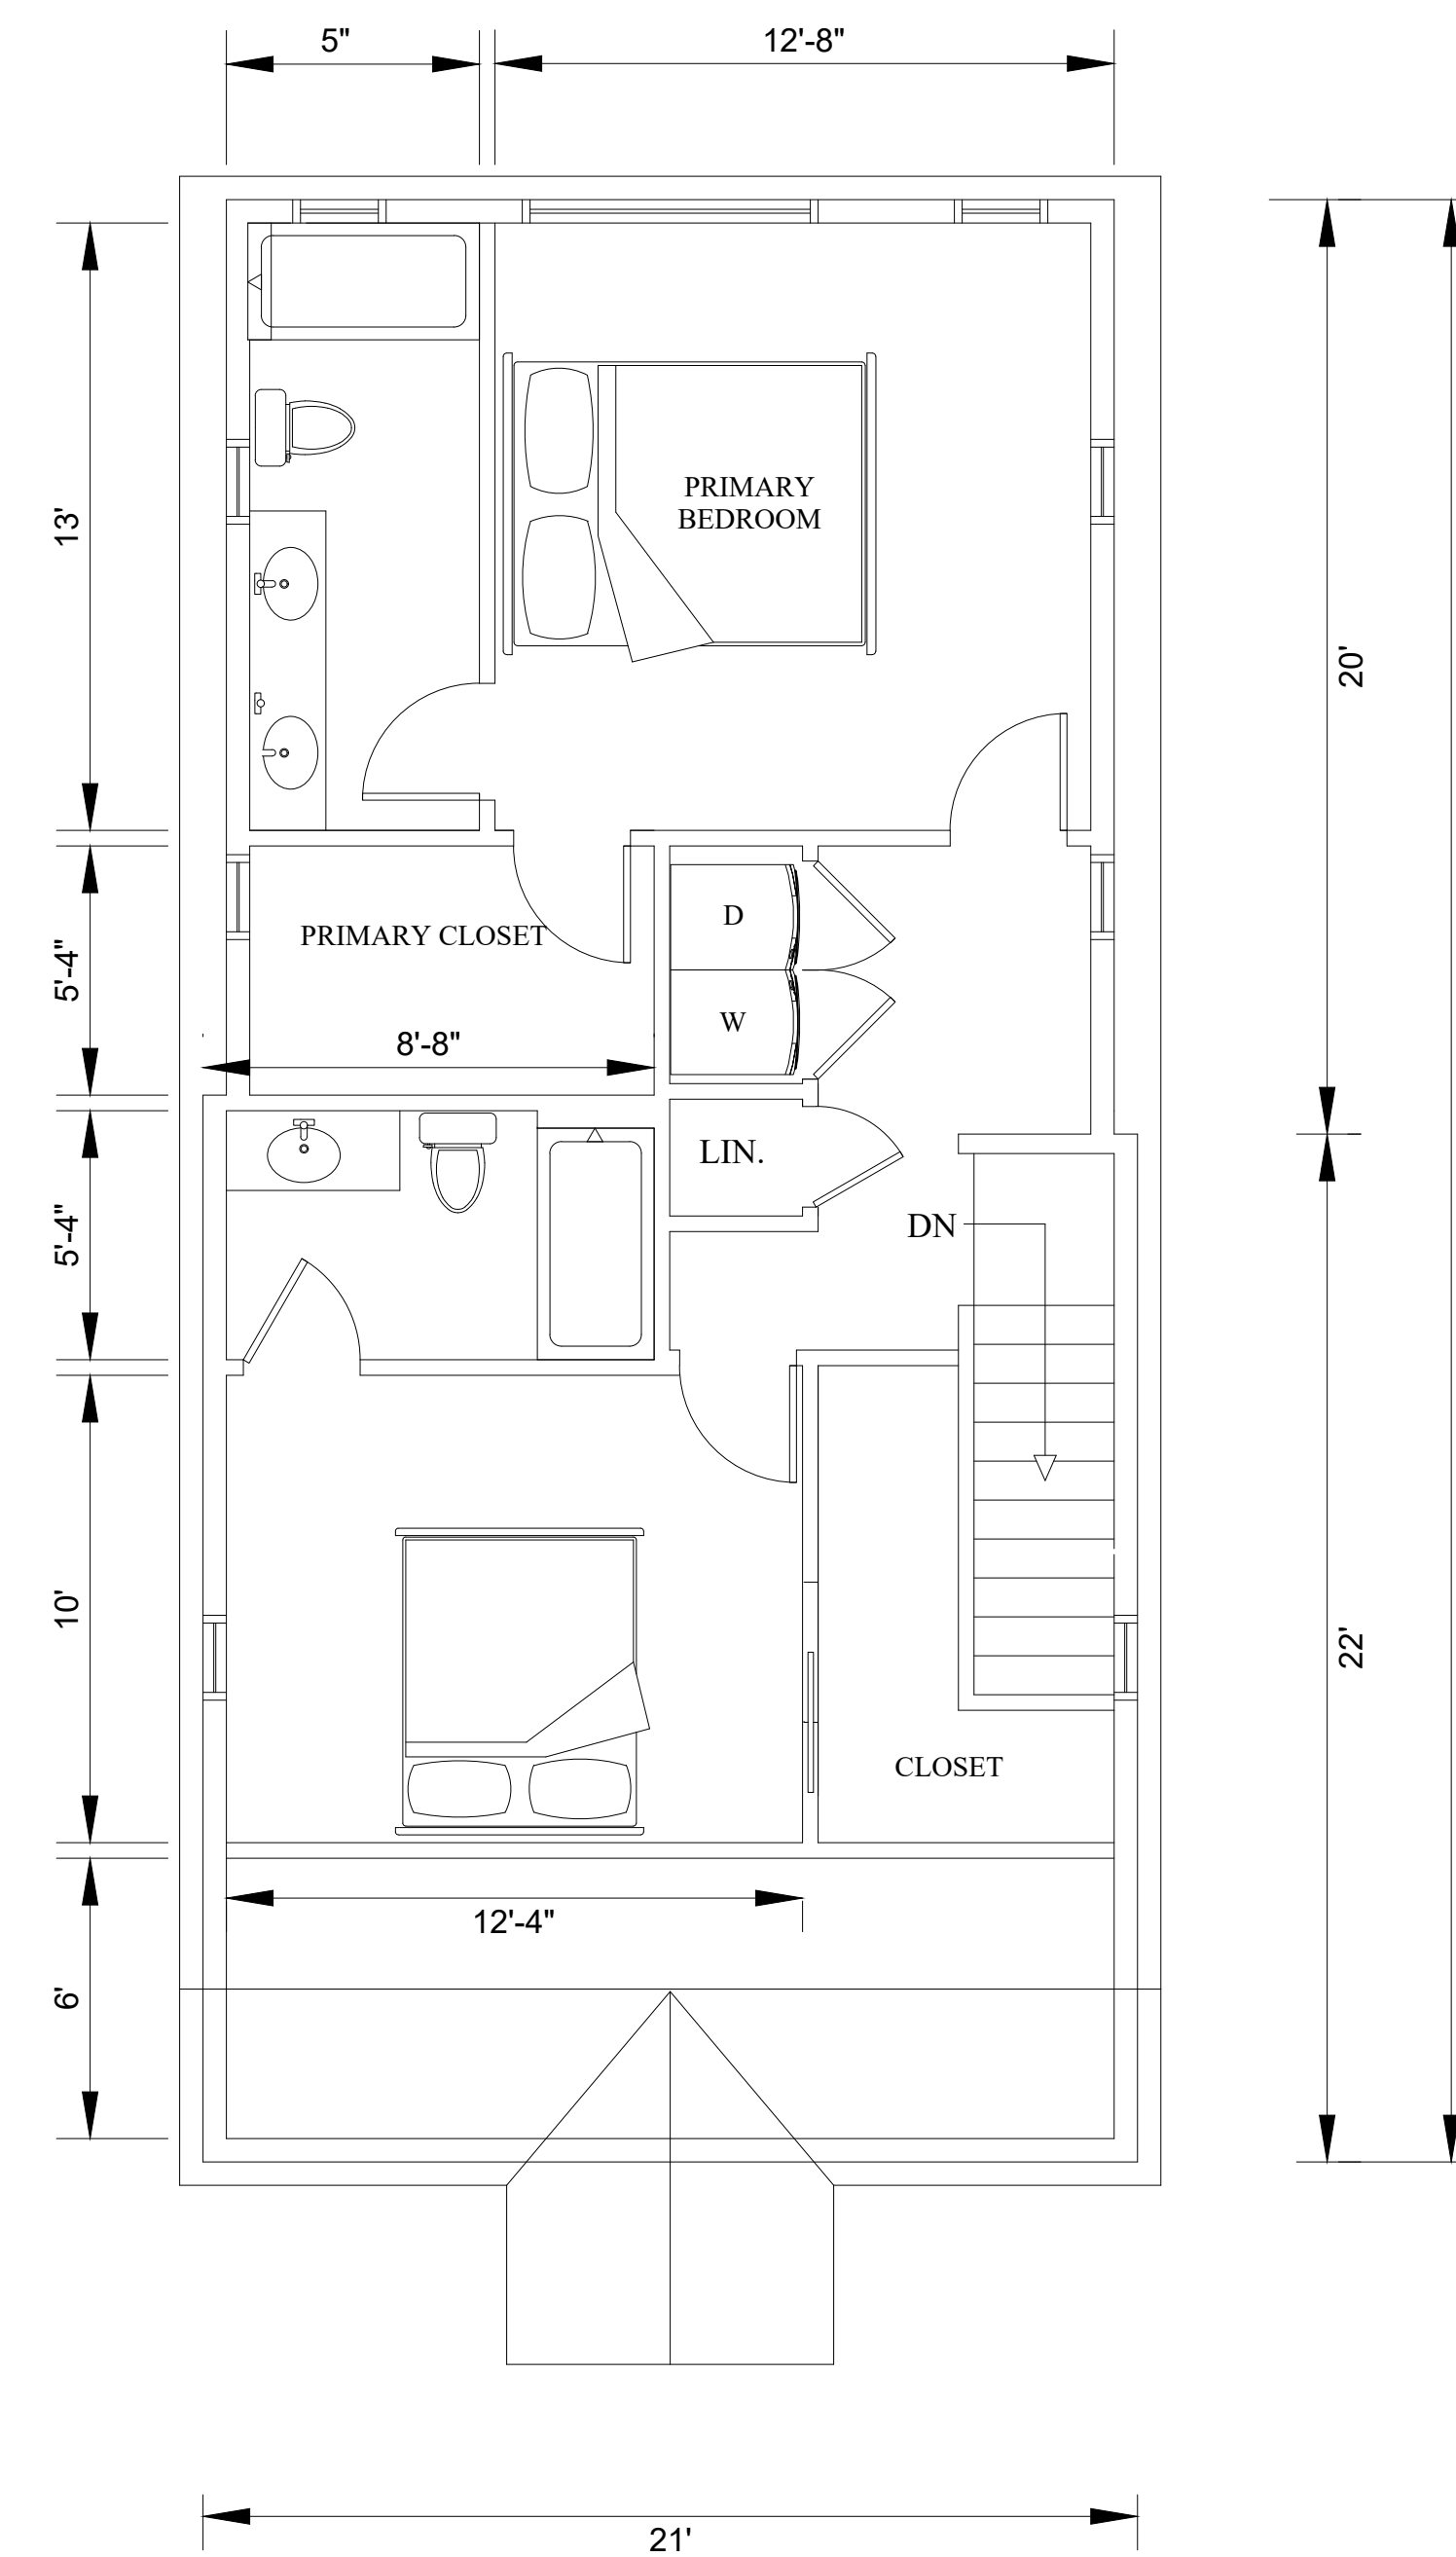 5"
12'-8"
13'
PRIMARY
BEDROOM
20'
D
PRIMARY CLOSET
5'-4"
W
8'-8"
LIN.
5'-4"
DN
10'
22'
CLOSET
12'-4"
6'
21'